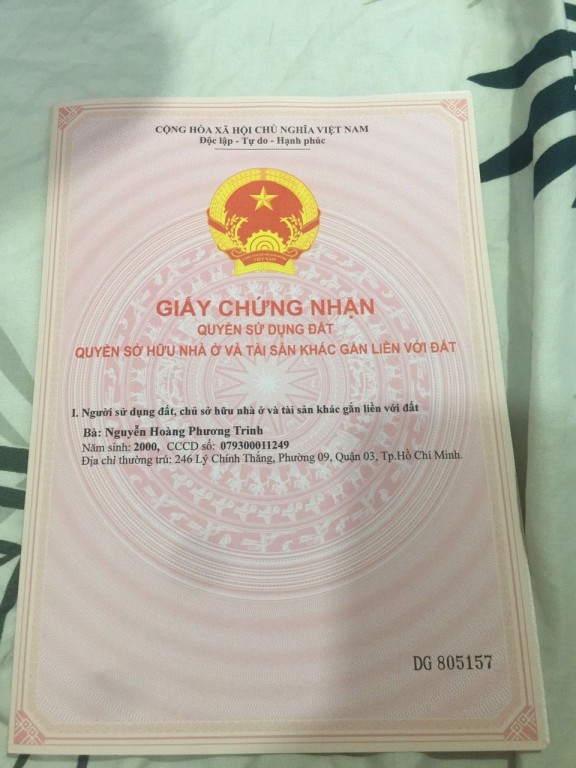 CỘNG HÒA XÃ HỘI CHỦ NGHĨA VIỆT NAM
Độc lập - Tự do - Hạnh phúc
VIỆT NAM
GIẤY CHỨNG NHẬN
QUYỀN SỬ DỤNG ĐẤT
QUYỀN SỞ HỮU NHÀ Ở VÀ TÀI SẢN KHÁC GẮN LIỀN VỚI ĐẤT
I. Người sử dụng đất, chủ sở hữu nhà ở và tài sản khác gắn liền với đất
Bà: Nguyễn Hoàng Phương Trinh
Năm sinh: 2000, CCCD số: 079300011249
Địa chỉ thường trú: 246 Lý Chính Thắng, Phường 09, Quận 03, Tp.Hồ Chí Minh.
DG 805157